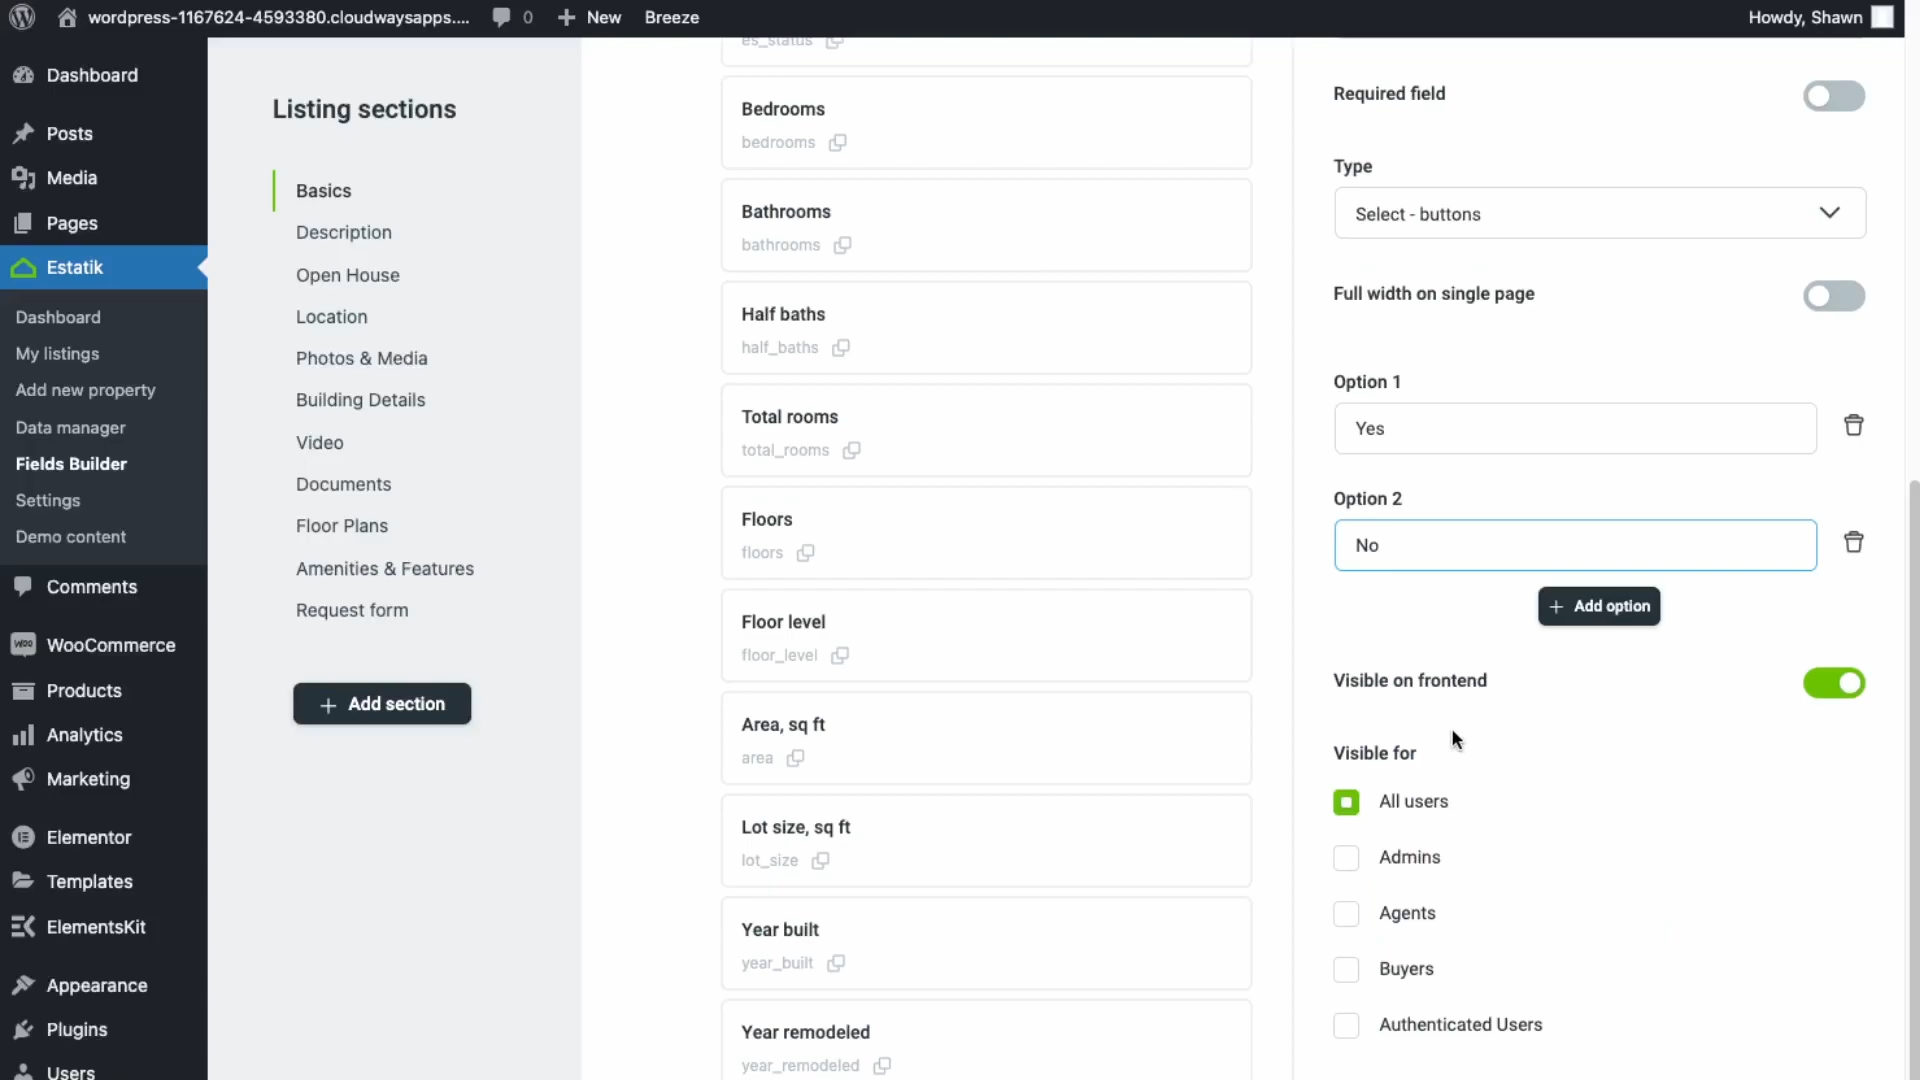 wordpress-1167624-4593380.cloudwaysapps....
0
New
Breeze
Howdy, Shawn
Dashboard
Posts
Media
Pages
Estatik
Dashboard
My listings
Add new property
Data manager
Fields Builder
Settings
Demo content
Comments
WooCommerce
Products
Analytics
Marketing
Elementor
Templates
ElementsKit
Appearance
Plugins
Users
Listing sections
Basics
Description
Open House
Location
Photos & Media
Building Details
Video
Documents
Floor Plans
Amenities & Features
Request form
+ Add section
es_status
Bedrooms
bedrooms
Bathrooms
bathrooms
Half baths
half_baths
Total rooms
total_rooms
Floors
floors
Floor level
floor_level
Area, sq ft
area
Lot size, sq ft
lot_size
Year built
year_built
Year remodeled
year_remodeled
Required field
Type
Select - buttons
Full width on single page
Option 1
Yes
Option 2
No
+ Add option
Visible on frontend
Visible for
All users
Admins
Agents
Buyers
Authenticated Users